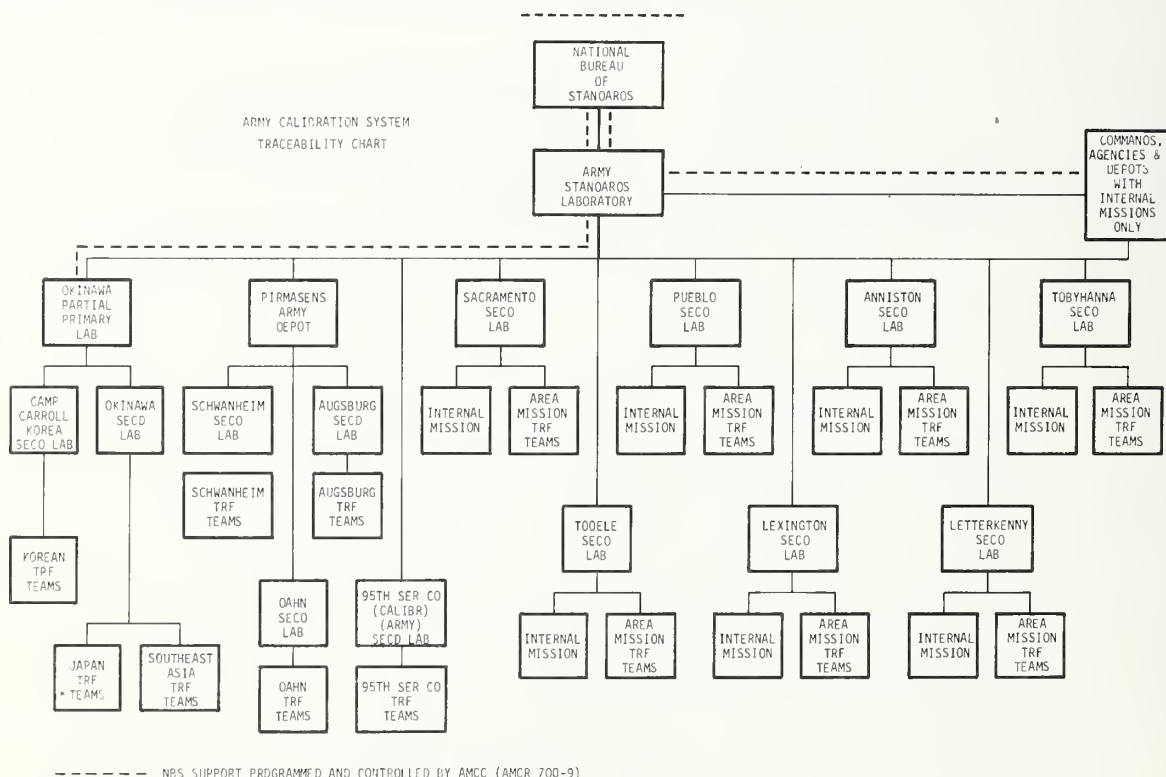 NATIONAL
BUREAU
OF
STANDAROS
ARMY CALIBRATION SYSTEM
TRACEABILITY CHART
COMMANOS,
AGENCIES &
DEPOTS
WITH
INTERNAL
MISSIONS
ONLY
ARMY
STANDAROS
LABORATORY
OKINAWA
PARTIAL
PRIMARY
LAB
PIRMASENS
ARMY
OEPOT
SACRAMENTO
SECO
LAB
PUEBLO
SECO
LAB
ANNISTON
SECO
LAB
TOBYHANNA
SECO
LAB
CAMP
CARROLL
KOREA
SECO LAB
OKINAWA
SECD
LAB
SCHWANHEIM
SECO
LAB
AUGSBURG
SECD
LAB
INTERNAL
MISSION
AREA
MISSION
TRF
TEAMS
INTERNAL
MISSION
AREA
MISSION
TRF
TEAMS
INTERNAL
MISSION
AREA
MISSION
TRF
TEAMS
INTERNAL
MISSION
AREA
MISSION
TRF
TEAMS
SCHWANHEIM
TRF
TEAMS
AUGSBURG
TRF
TEAMS
KOREAN
TPF
TEAMS
TOOELE
SECO
LAB
LEXINGTON
SECO
LAB
LETTERKENNY
SECO
LAB
OAHN
SECO
LAB
95TH SER CO
(CALIBR)
(ARMY)
SECD LAB
INTERNAL
MISSION
AREA
MISSION
TRF
TEAMS
INTERNAL
MISSION
AREA
MISSION
TRF
TEAMS
INTERNAL
MISSION
AREA
MISSION
TRF
TEAMS
JAPAN
TRF
TEAMS
SOUTHEAST
ASIA
TRF
TEAMS
OAHN
TRF
TEAMS
95TH SER CO
TRF
TEAMS
NBS SUPPORT PROGRAMMED AND CONTROLLED BY AMCC (AMCR 700-9)